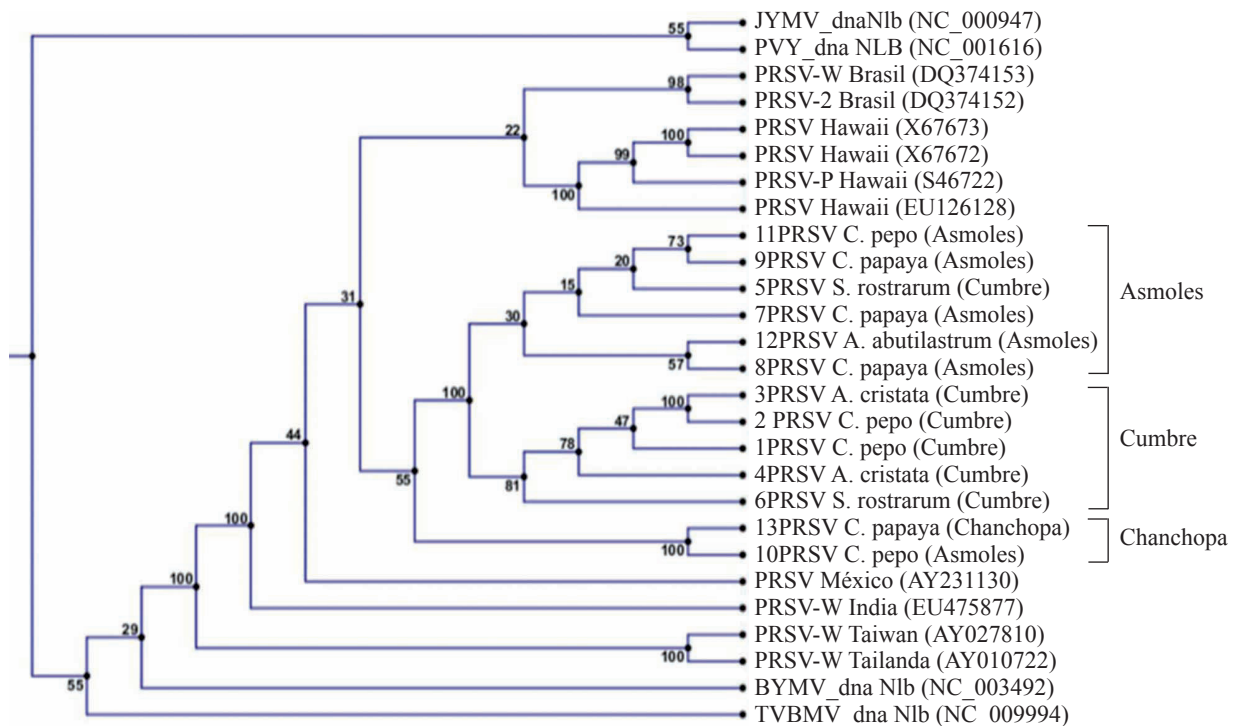 JYMV_dnaNlb (NC_000947)
55
PVY_dna NLB (NC_001616)
PRSV-W Brasil (DQ374153)
98
PRSV-2 Brasil (DQ374152)
22
PRSV Hawaii (X67673)
100
PRSV Hawaii (X67672)
99
PRSV-P Hawaii (S46722)
100
PRSV Hawaii (EU126128)
31
11PRSV C. pepo (Asmoles)
73
9PRSV C. papaya (Asmoles)
20
5PRSV S. rostrarum (Cumbre)
15
7PRSV C. papaya (Asmoles)
30
12PRSV A. abutilastrum (Asmoles)
57
8PRSV C. papaya (Asmoles)
Asmoles
100
3PRSV A. cristata (Cumbre)
100
2 PRSV C. pepo (Cumbre)
47
1PRSV C. pepo (Cumbre)
78
4PRSV A. cristata (Cumbre)
81
6PRSV S. rostrarum (Cumbre)
Cumbre
55
13PRSV C. papaya (Chanchopa)
100
10PRSV C. pepo (Asmoles)
Chanchopa
44
PRSV México (AY231130)
100
PRSV-W India (EU475877)
100
PRSV-W Taiwan (AY027810)
100
PRSV-W Tailanda (AY010722)
29
BYMV_dna Nlb (NC_003492)
55
TVBMV_dna Nlb (NC_009994)